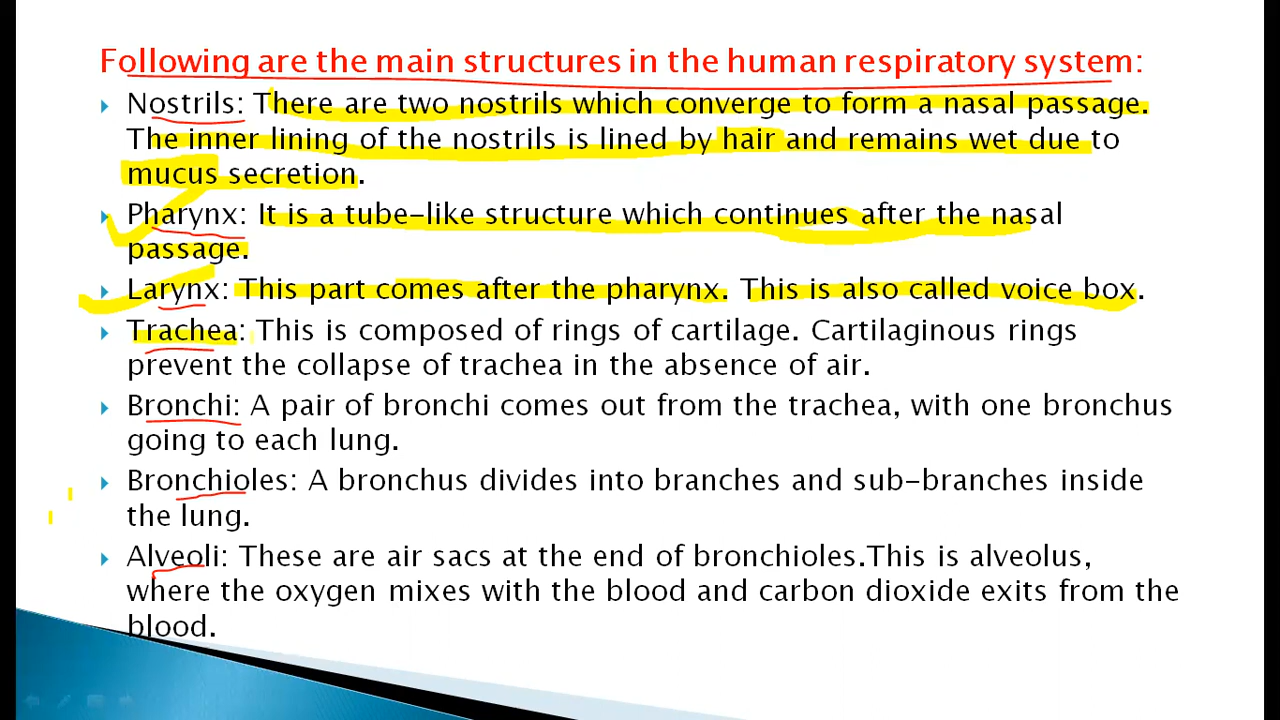 Following are the main structures in the human respiratory system:
Nostrils: There are two nostrils which converge to form a nasal passage.
The inner lining of the nostrils is lined by hair and remains wet due to
mucus secretion.
Pharynx: It is a tube-like structure which continues after the nasal
passage.
Larynx: This part comes after the pharynx. This is also called voice box.
Trachea: This is composed of rings of cartilage. Cartilaginous rings
prevent the collapse of trachea in the absence of air.
Bronchi: A pair of bronchi comes out from the trachea, with one bronchus
going to each lung.
Bronchioles: A bronchus divides into branches and sub-branches inside
the lung.
Alveoli: These are air sacs at the end of bronchioles.This is alveolus,
where the oxygen mixes with the blood and carbon dioxide exits from the
blood.